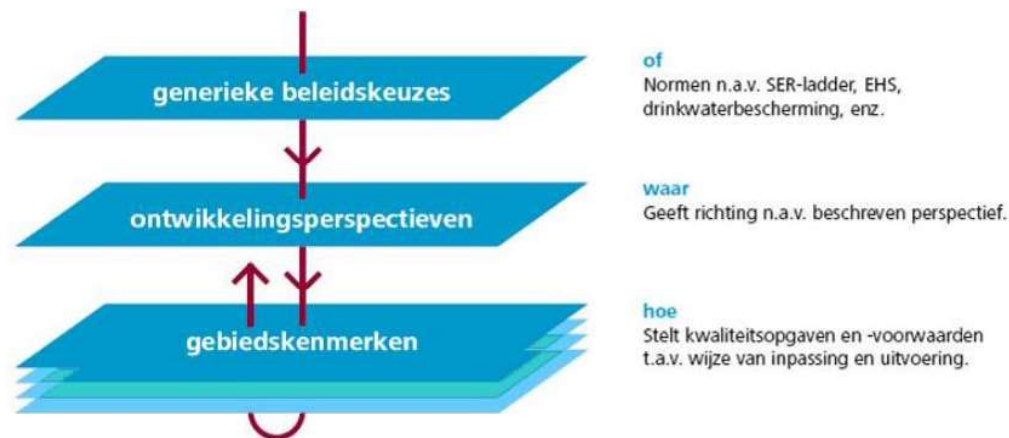 generieke beleidskeuzes
of
Normen n.a.v. SER-ladder, EHS,
drinkwaterbescherming, enz.
ontwikkelingsperspectieven
waar
Geeft richting n.a.v. beschreven perspectief.
gebiedskenmerken
hoe
Stelt kwaliteitsopgaven en -voorwaarden
t.a.v. wijze van inpassing en uitvoering.